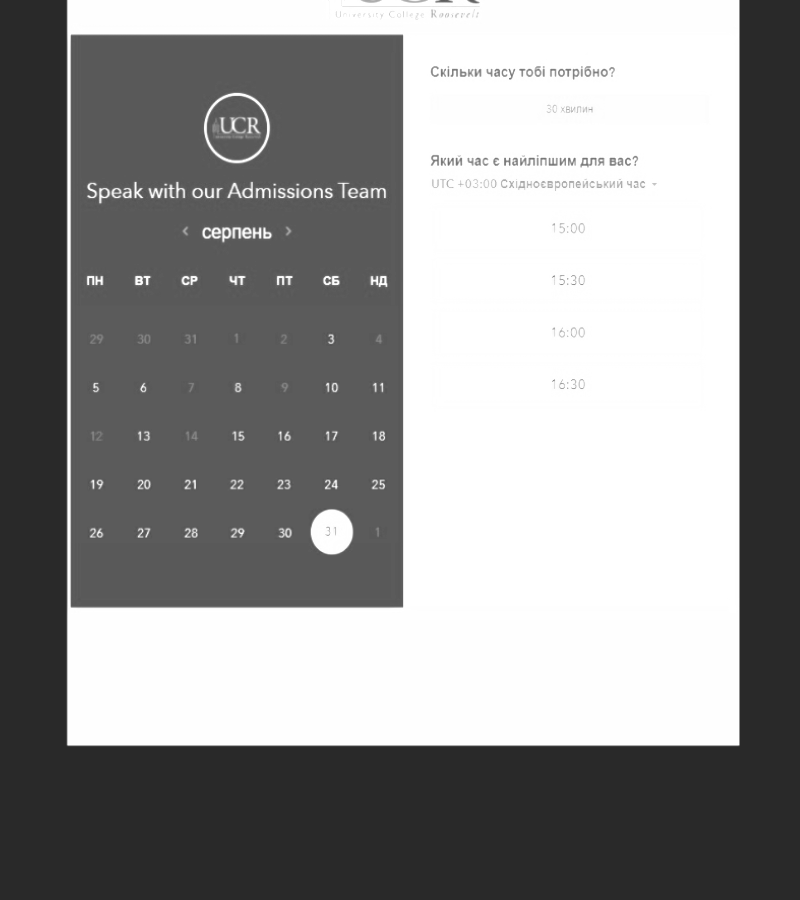 UCR
University College Roosevelt
UCR
Speak with our Admissions Team
серпень
ПН ВТ СР ЧТ ПТ СБ НД
29 30 31 1 2 3 4
5 6 7 8 9 10 11
12 13 14 15 16 17 18
19 20 21 22 23 24 25
26 27 28 29 30 31 1
Скільки часу тобі потрібно?
30 хвилин
Який час є найліпшим для вас?
UTC +03:00 Східноєвропейський час
15:00
15:30
16:00
16:30